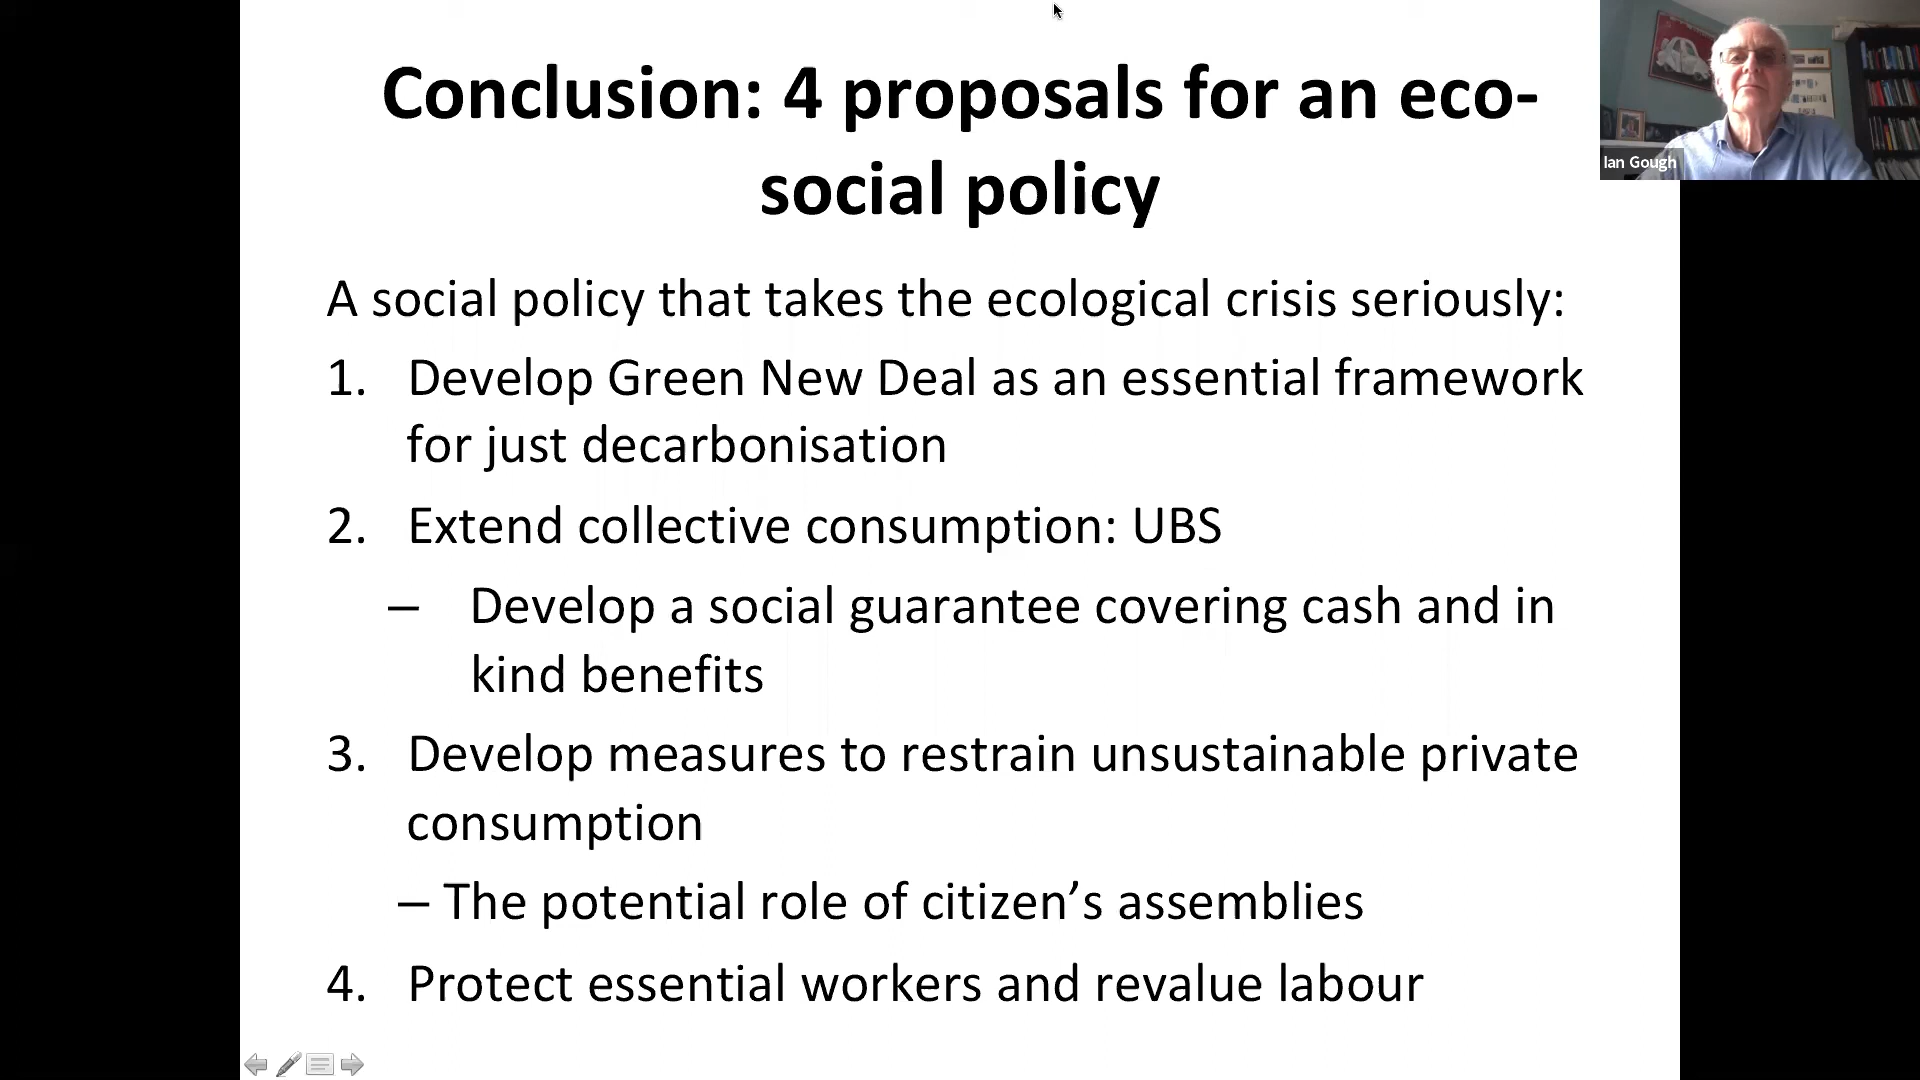 Conclusion: 4 proposals for an eco-
social policy
Ian Gough
A social policy that takes the ecological crisis seriously:
1. Develop Green New Deal as an essential framework
for just decarbonisation
2. Extend collective consumption: UBS
– Develop a social guarantee covering cash and in
kind benefits
3. Develop measures to restrain unsustainable private
consumption
– The potential role of citizen’s assemblies
4. Protect essential workers and revalue labour